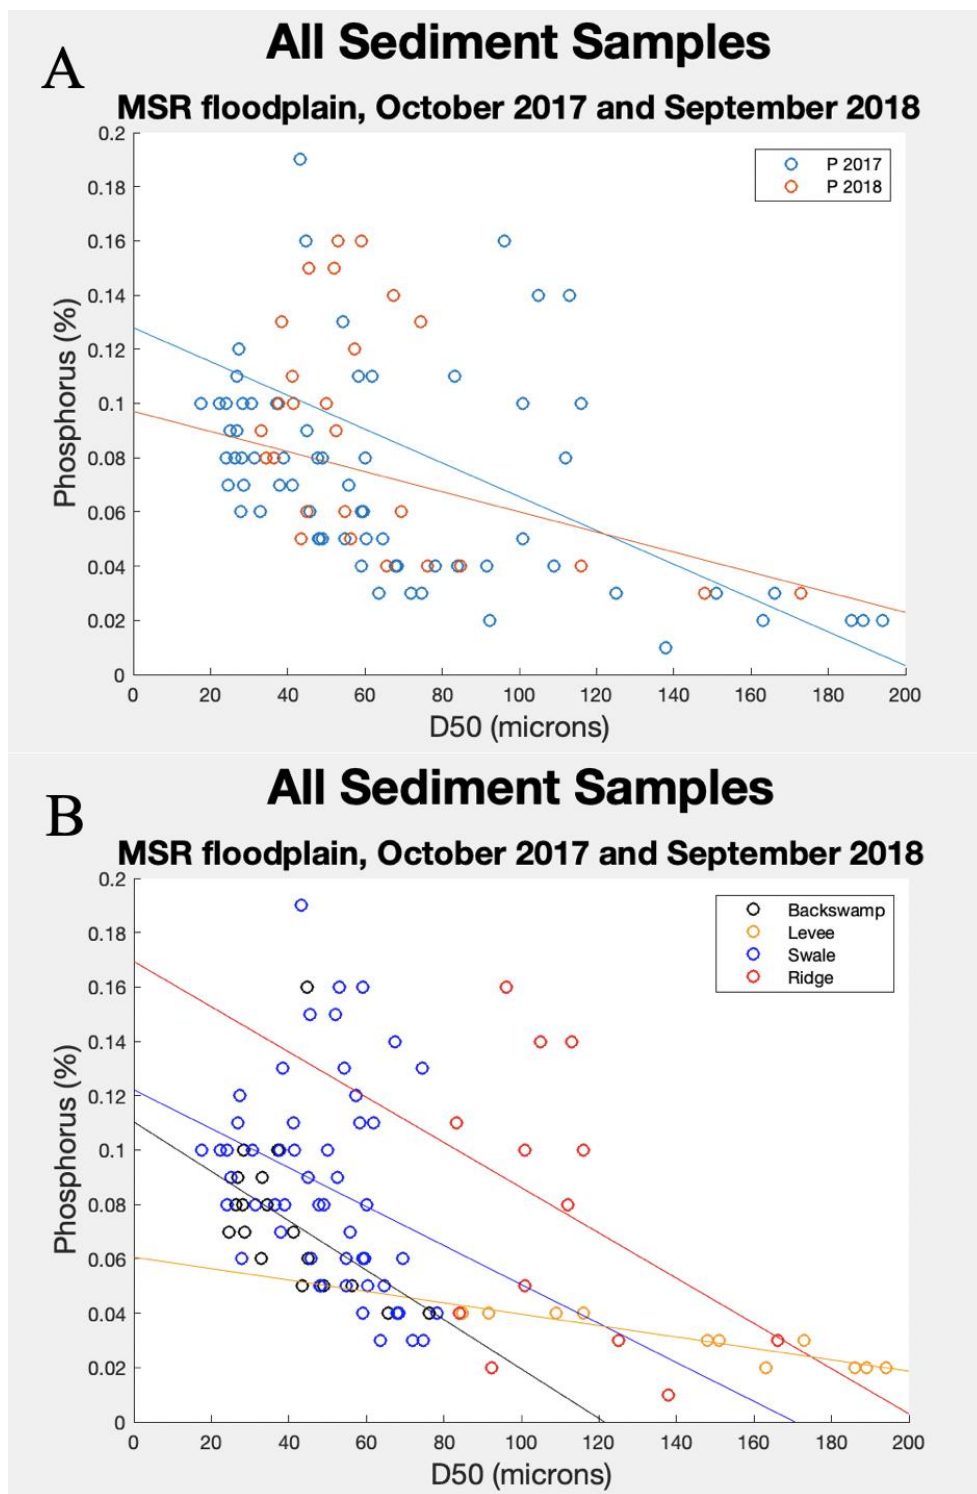 A
All Sediment Samples
MSR floodplain, October 2017 and September 2018
0.2
0.18
0.16
0.14
0.12
0.1
0.08
0.06
0.04
0.02
0
Phosphorus (%)
P 2017
P 2018
0 20 40 60 80 100 120 140 160 180 200
D50 (microns)
B
All Sediment Samples
MSR floodplain, October 2017 and September 2018
0.2
0.18
0.16
0.14
0.12
0.1
0.08
0.06
0.04
0.02
0
Phosphorus (%)
Backswamp
Levee
Swale
Ridge
0 20 40 60 80 100 120 140 160 180 200
D50 (microns)